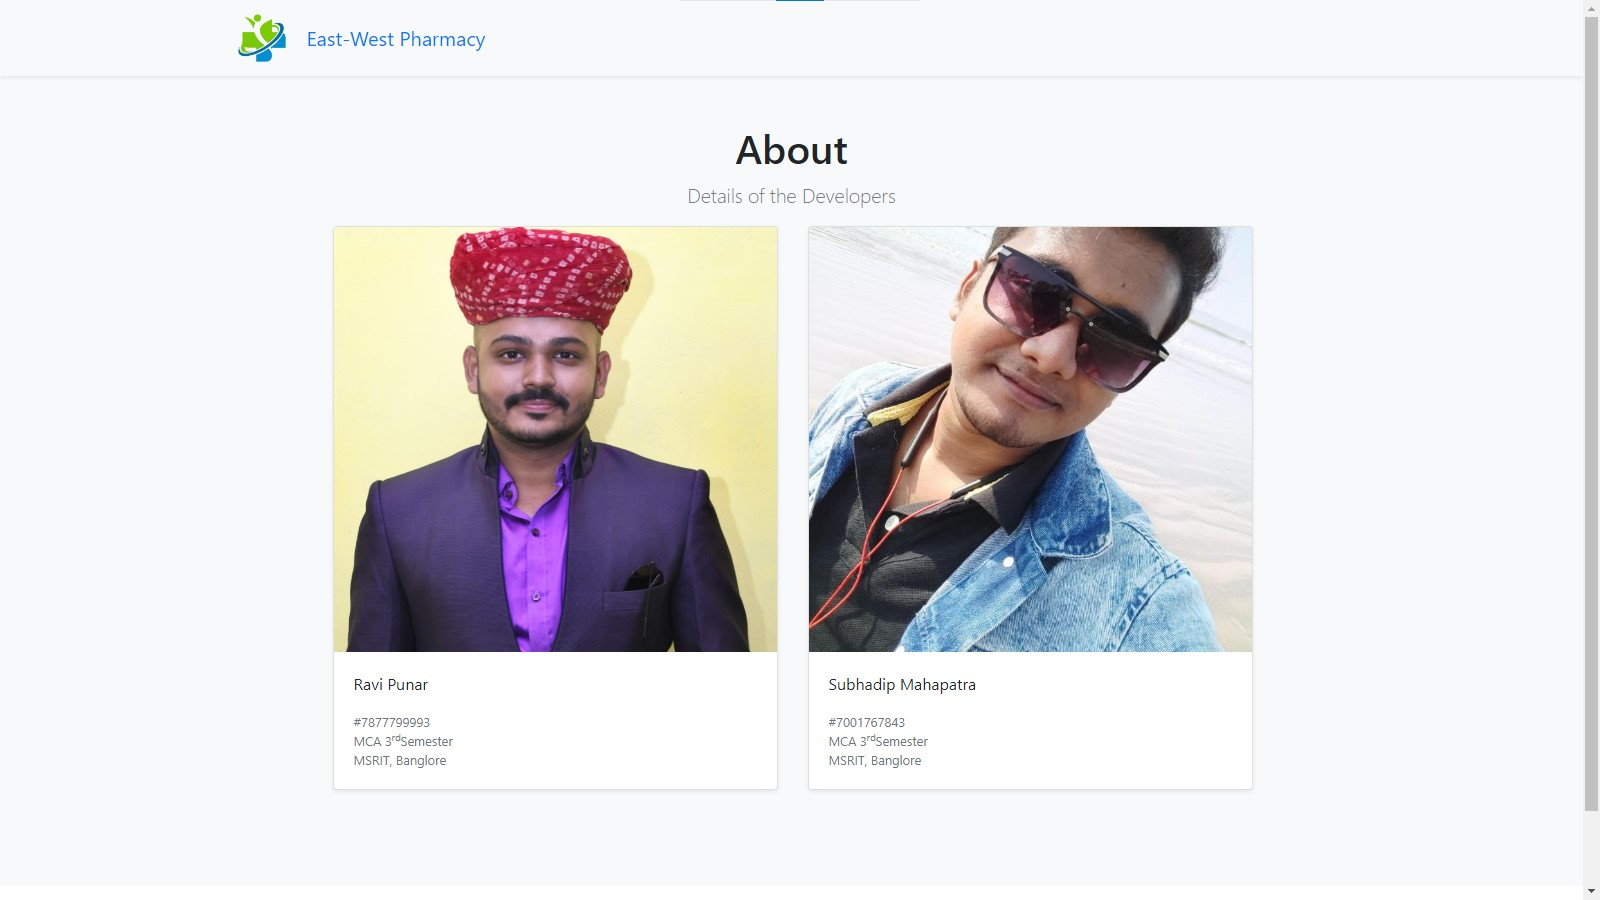 East-West Pharmacy
About
Details of the Developers
Ravi Punar
#7877799993
MCA 3rdSemester
MSRIT, Banglore
Subhadip Mahapatra
#7001767843
MCA 3rdSemester
MSRIT, Banglore